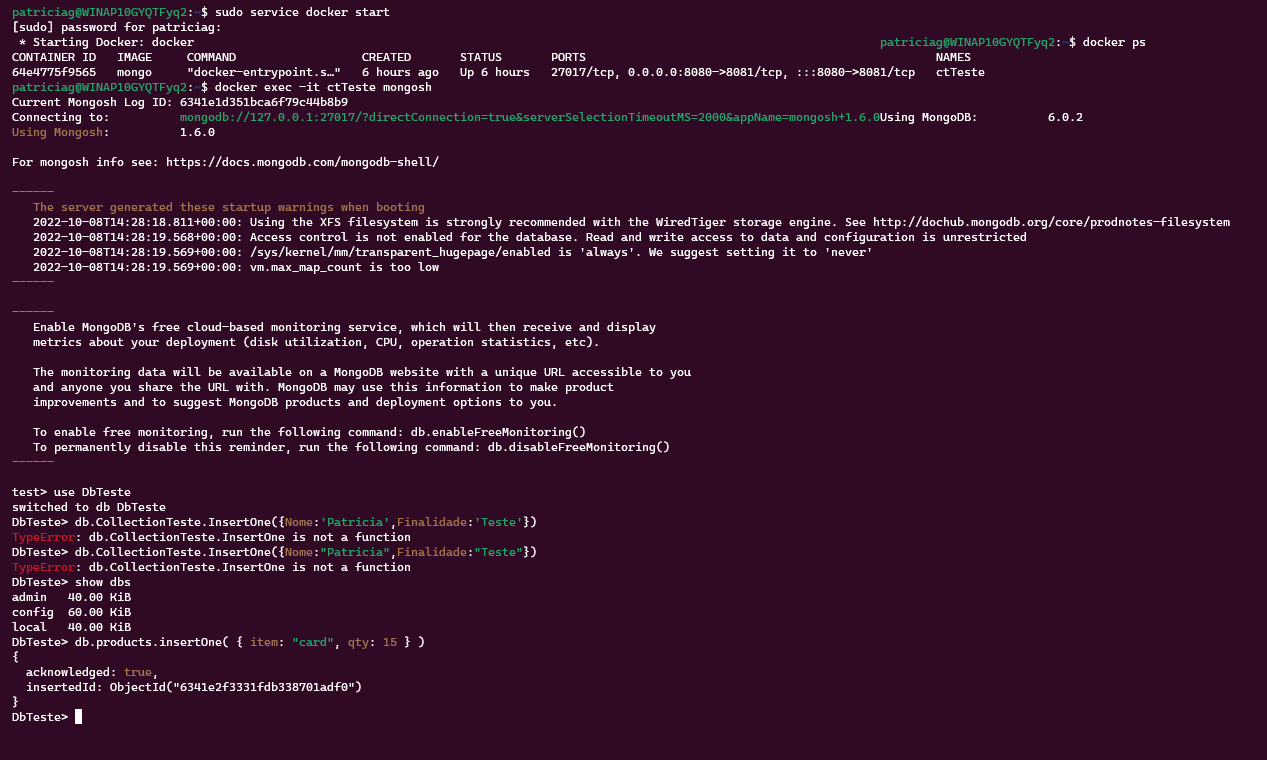 patriciag@WINAP10GYQTFyq2:~$ sudo service docker start
[sudo] password for patriciag:
 * Starting Docker: docker                                                                                                  patriciag@WINAP10GYQTFyq2:~$ docker ps
CONTAINER ID   IMAGE     COMMAND                  CREATED       STATUS       PORTS                                                  NAMES
64e4775f9565   mongo     "docker-entrypoint.s…"   6 hours ago   Up 6 hours   27017/tcp, 0.0.0.0:8080->8081/tcp, :::8080->8081/tcp   ctTeste
patriciag@WINAP10GYQTFyq2:~$ docker exec -it ctTeste mongosh
Current Mongosh Log ID: 6341e1d351bca6f79c44b8b9
Connecting to:          mongodb://127.0.0.1:27017/?directConnection=true&serverSelectionTimeoutMS=2000&appName=mongosh+1.6.0Using MongoDB:          6.0.2
Using Mongosh:          1.6.0
For mongosh info see: https://docs.mongodb.com/mongodb-shell/
------
   The server generated these startup warnings when booting
   2022-10-08T14:28:18.811+00:00: Using the XFS filesystem is strongly recommended with the WiredTiger storage engine. See http://dochub.mongodb.org/core/prodnotes-filesystem
   2022-10-08T14:28:19.568+00:00: Access control is not enabled for the database. Read and write access to data and configuration is unrestricted
   2022-10-08T14:28:19.569+00:00: /sys/kernel/mm/transparent_hugepage/enabled is 'always'. We suggest setting it to 'never'
   2022-10-08T14:28:19.569+00:00: vm.max_map_count is too low
------
------
   Enable MongoDB's free cloud-based monitoring service, which will then receive and display
   metrics about your deployment (disk utilization, CPU, operation statistics, etc).
   The monitoring data will be available on a MongoDB website with a unique URL accessible to you
   and anyone you share the URL with. MongoDB may use this information to make product
   improvements and to suggest MongoDB products and deployment options to you.
   To enable free monitoring, run the following command: db.enableFreeMonitoring()
   To permanently disable this reminder, run the following command: db.disableFreeMonitoring()
------
test> use DbTeste
switched to db DbTeste
DbTeste> db.CollectionTeste.InsertOne({Nome:'Patricia',Finalidade:'Teste'})
TypeError: db.CollectionTeste.InsertOne is not a function
DbTeste> db.CollectionTeste.InsertOne({Nome:"Patricia",Finalidade:"Teste"})
TypeError: db.CollectionTeste.InsertOne is not a function
DbTeste> show dbs
admin   40.00 KiB
config  60.00 KiB
local   40.00 KiB
DbTeste> db.products.insertOne( { item: "card", qty: 15 } )
{
  acknowledged: true,
  insertedId: ObjectId("6341e2f3331fdb338701adf0")
}
DbTeste>